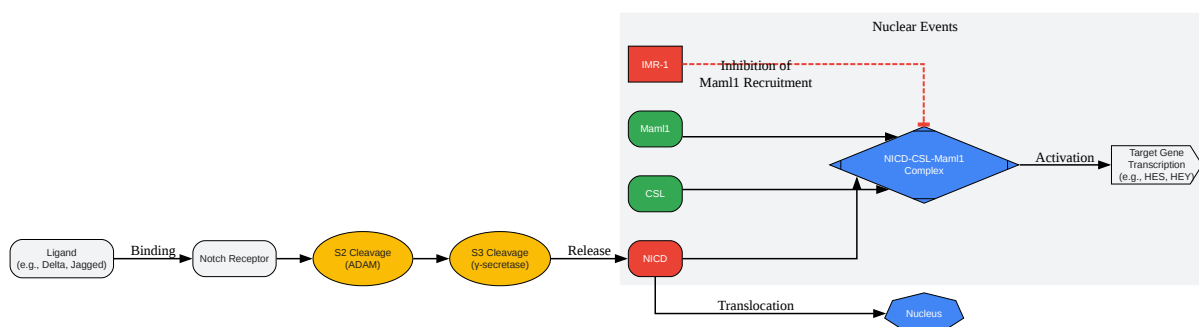 Nuclear Events
IMR-1
Inhibition of
Maml1 Recruitment
Maml1
NICD-CSL-Maml1
Complex
Activation
Target Gene
Transcription
(e.g., HES, HEY)
CSL
Ligand
(e.g., Delta, Jagged)
Binding
Notch Receptor
S2 Cleavage
(ADAM)
S3 Cleavage
(γ-secretase)
Release
NICD
Translocation
Nucleus